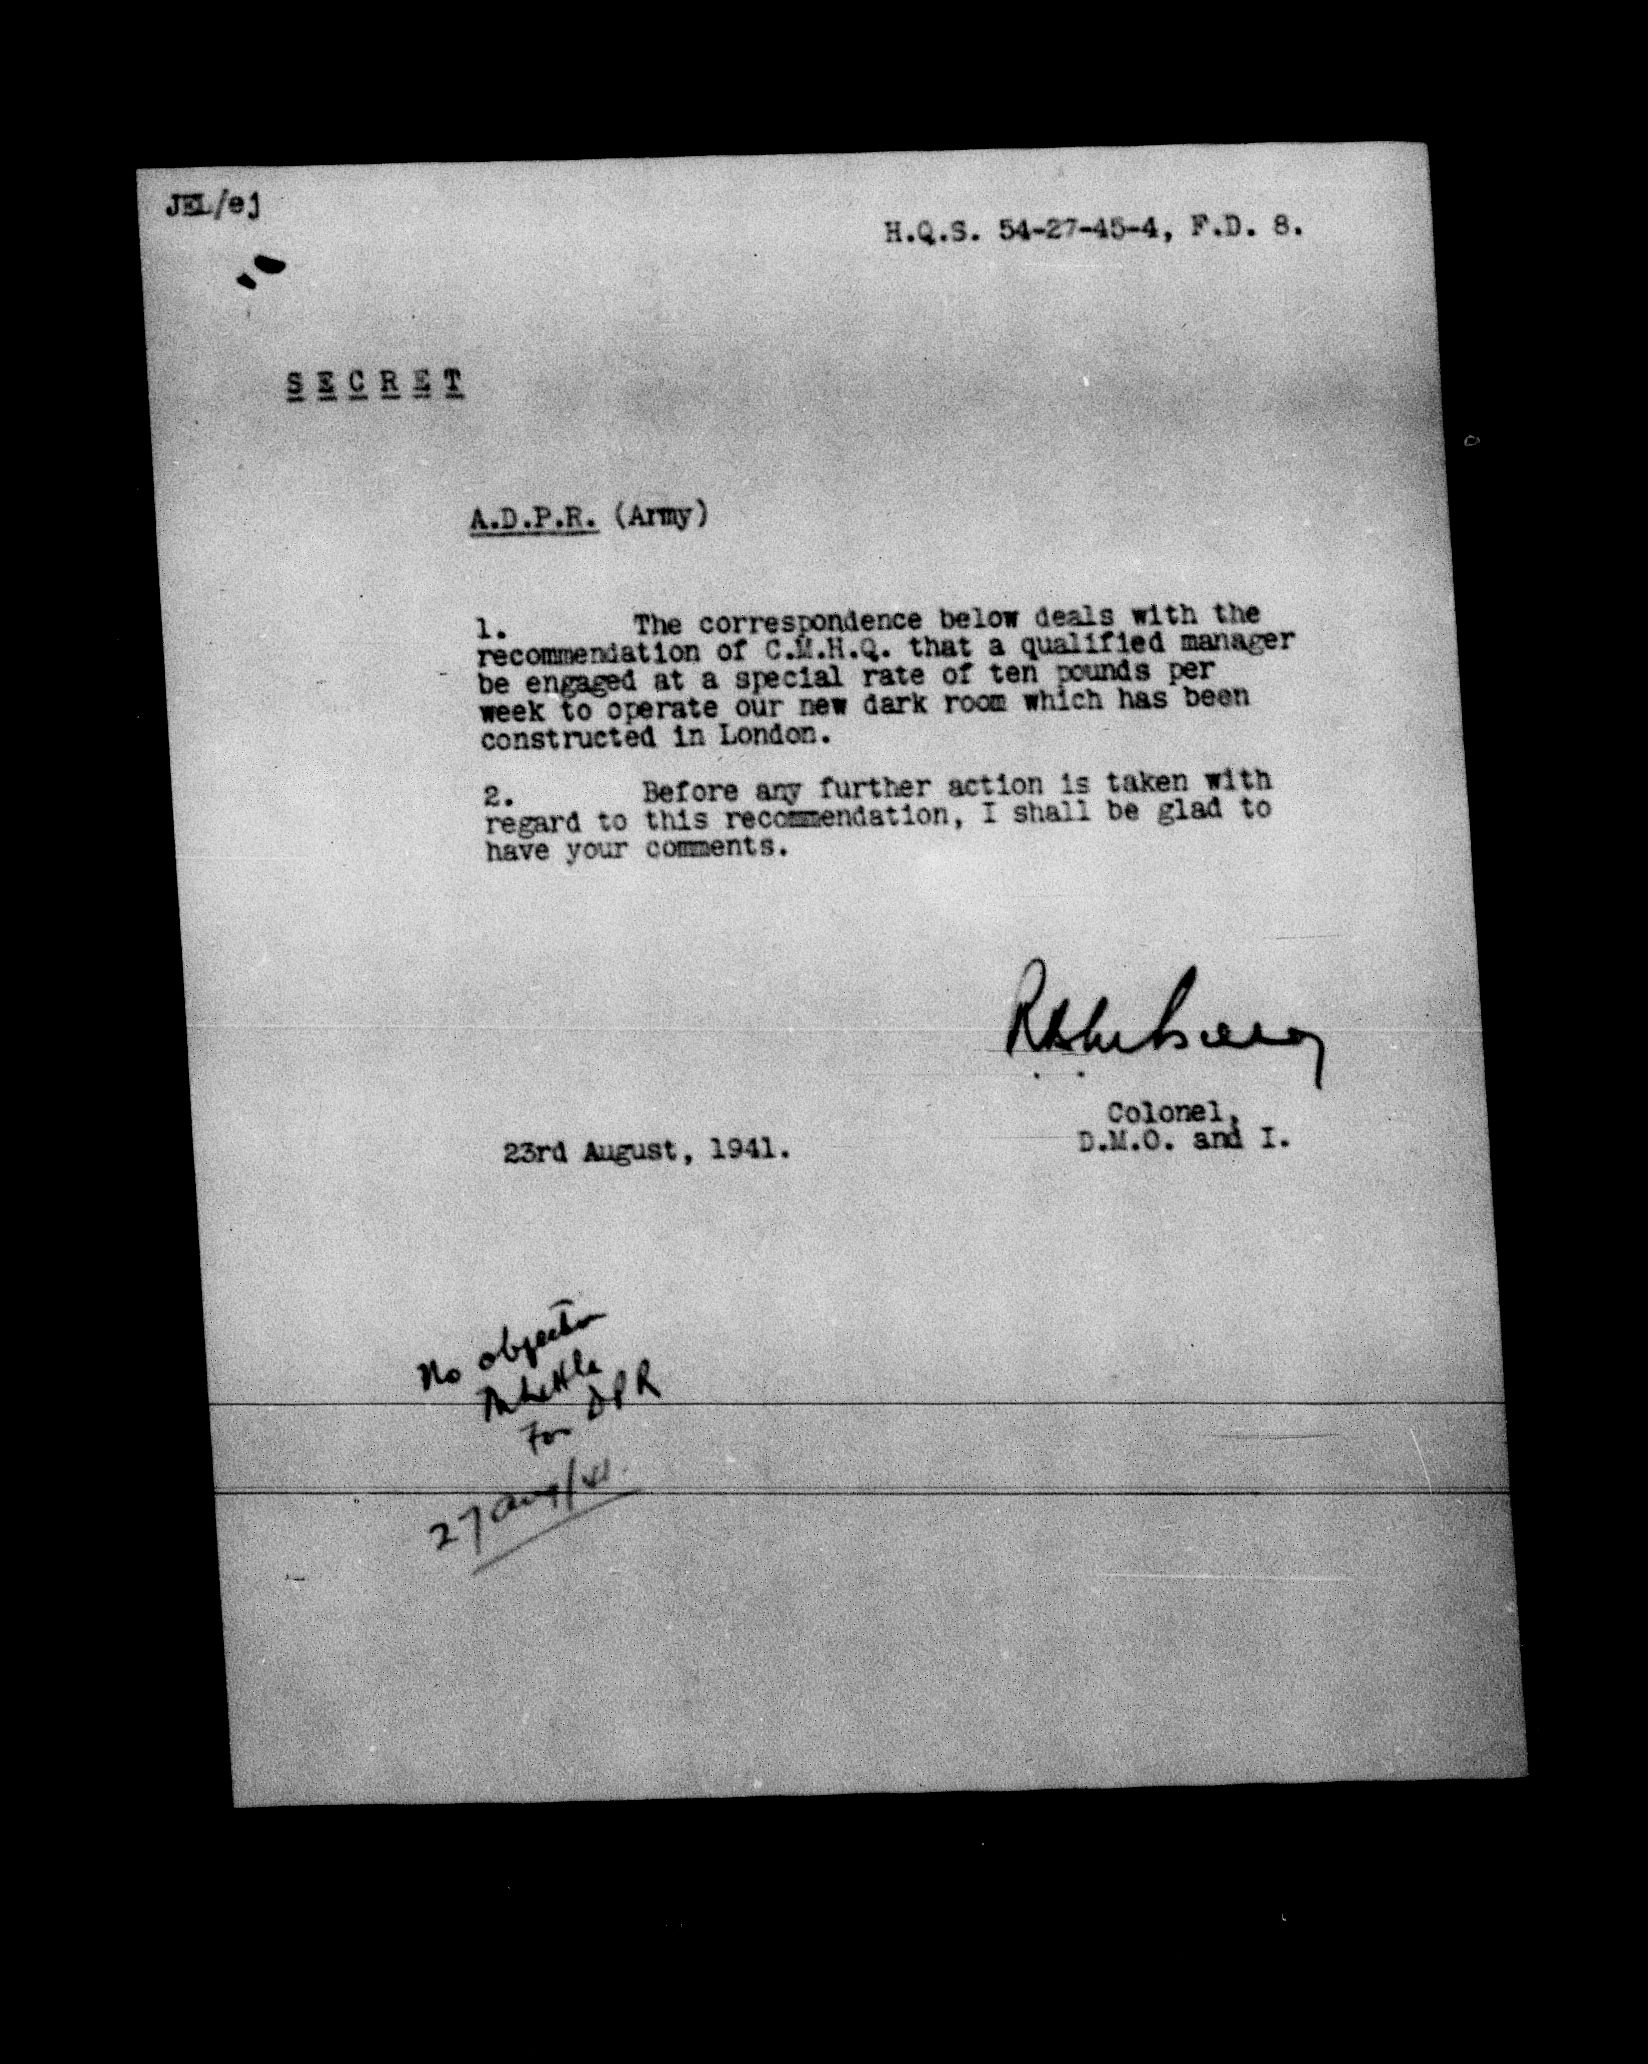 JEL/ej
H.Q.S. 54-27-45-4, F.D. 8.
SECRET
A.D.P.R. (Army)
1. The correspondence below deals with the
recommendation of C.M.H.Q. that a qualified manager
be engaged at a special rate of ten pounds per
week to operate our new dark room which has been
constructed in London.
2. Before any further action is taken with
regard to this recommendation, I shall be glad to
have your comments.
Colonel,
23rd August, 1941. D.M.O. and I.
No objection
For DPR
27 Aug/41.